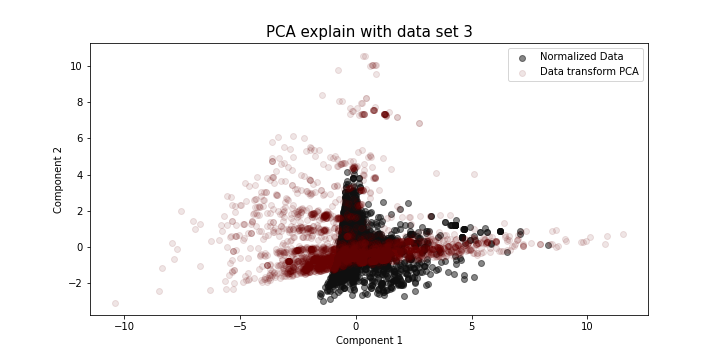 PCA explain with data set 3
Normalized Data
Data transform PCA
Component 2
10
8
6
4
2
0
−2
−10
−5
0
5
10
Component 1